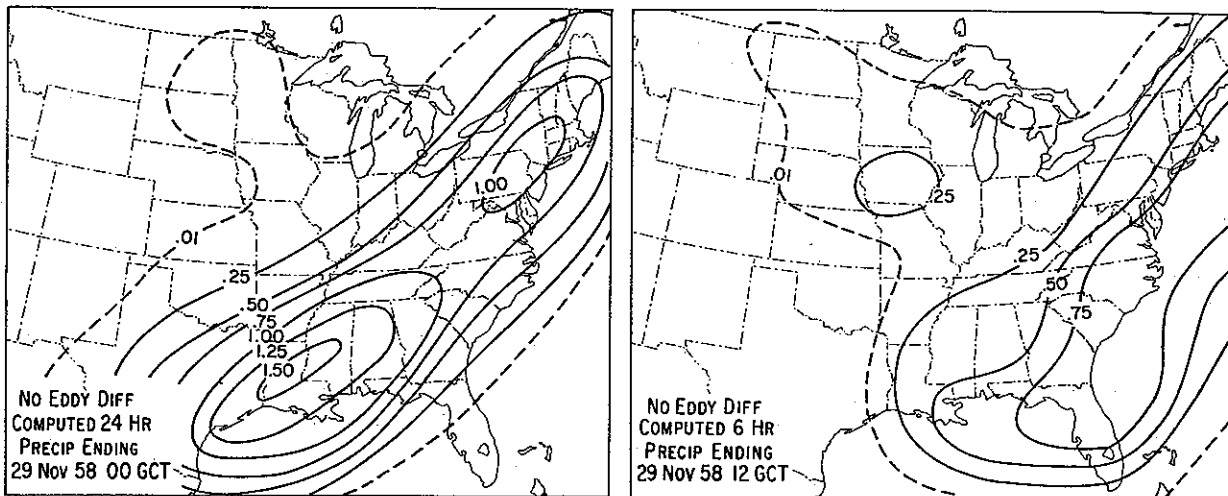 .01
.25
.50
.75
1.00
1.25
1.50
1.00
NO EDDY DIFF
COMPUTED 24 HR
PRECIP ENDING
29 NOV 58 00 GCT
.01
.25
.25
.50
.75
NO EDDY DIFF
COMPUTED 6 HR
PRECIP ENDING
29 NOV 58 12 GCT